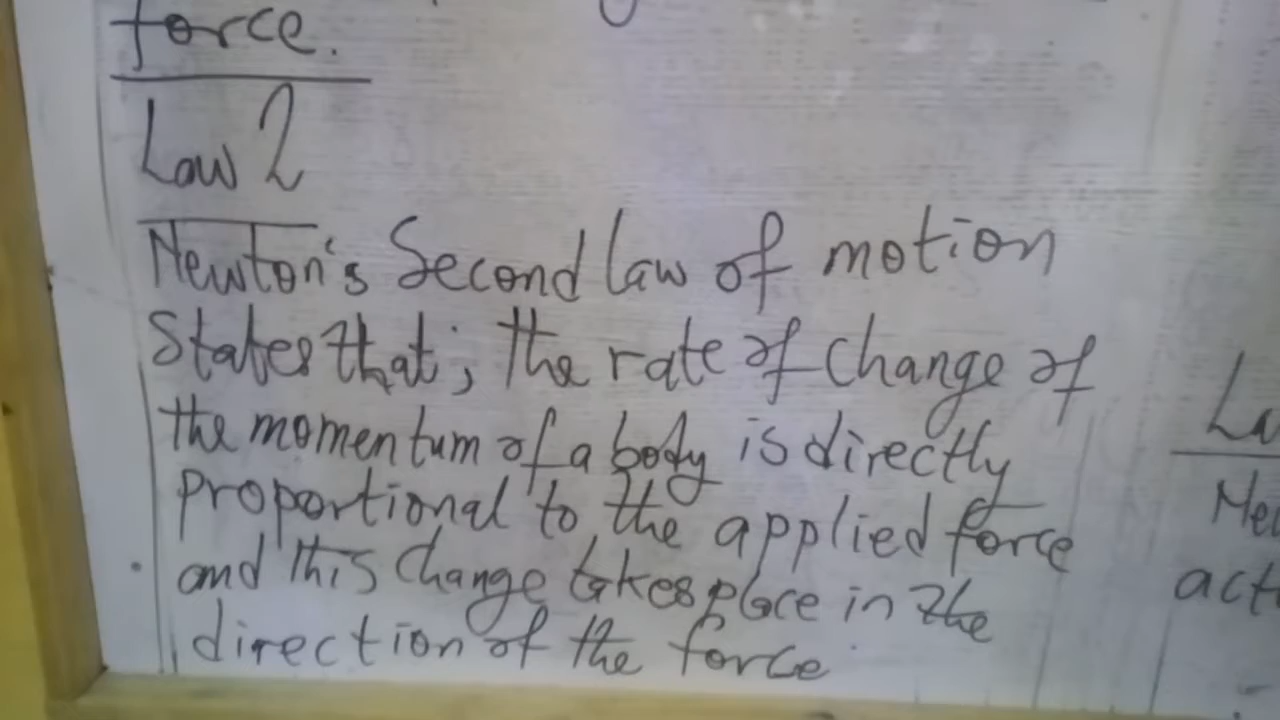 force.
Law 2
Newton's Second law of motion
States that; the rate of change of
the momentum of a body is directly
proportional to the applied force
and this change takes place in the
direction of the force